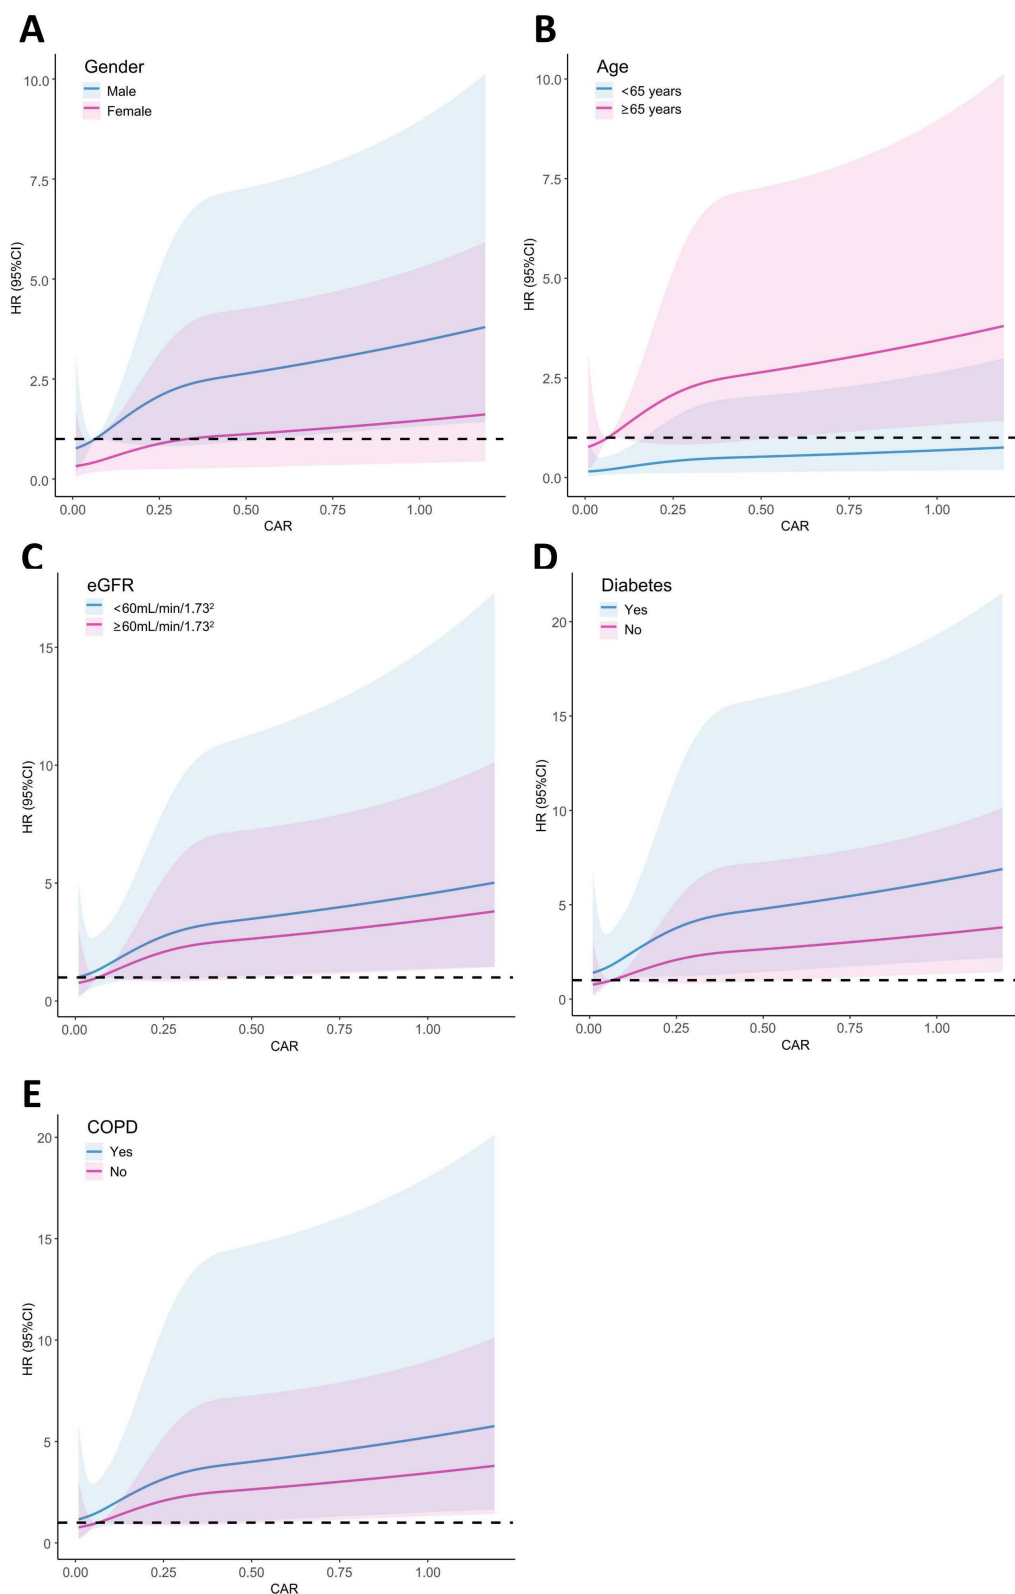 A
Gender
Male
Female
10.0
7.5
5.0
2.5
0.0
HR (95%CI)
0.00 0.25 0.50 0.75 1.00
CAR
B
Age
<65 years
≥65 years
10.0
7.5
5.0
2.5
0.0
HR (95%CI)
0.00 0.25 0.50 0.75 1.00
CAR
C
eGFR
<60mL/min/1.73²
≥60mL/min/1.73²
15
10
5
0
HR (95%CI)
0.00 0.25 0.50 0.75 1.00
CAR
D
Diabetes
Yes
No
20
15
10
5
0
HR (95%CI)
0.00 0.25 0.50 0.75 1.00
CAR
E
COPD
Yes
No
20
15
10
5
0
HR (95%CI)
0.00 0.25 0.50 0.75 1.00
CAR